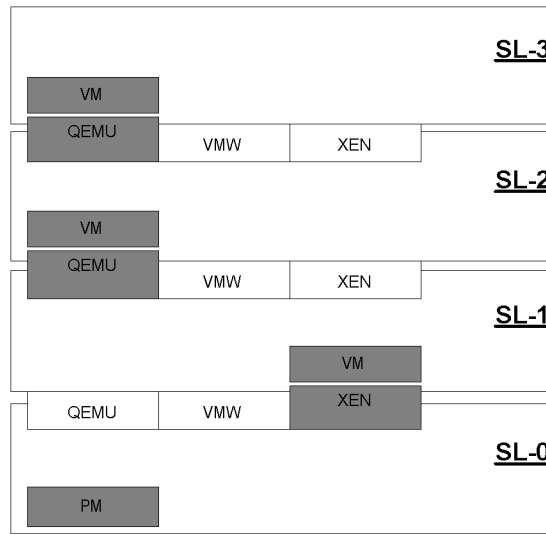 SL-3
VM
QEMU
VMW
XEN
SL-2
VM
QEMU
VMW
XEN
SL-1
VM
QEMU
VMW
XEN
SL-0
PM